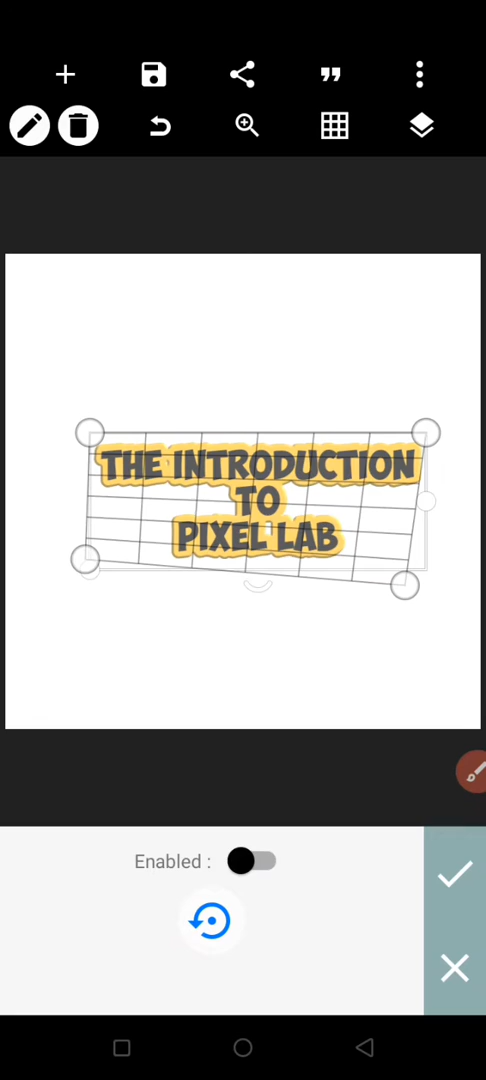 THE INTRODUCTION
TO
PIXEL LAB
Enabled :